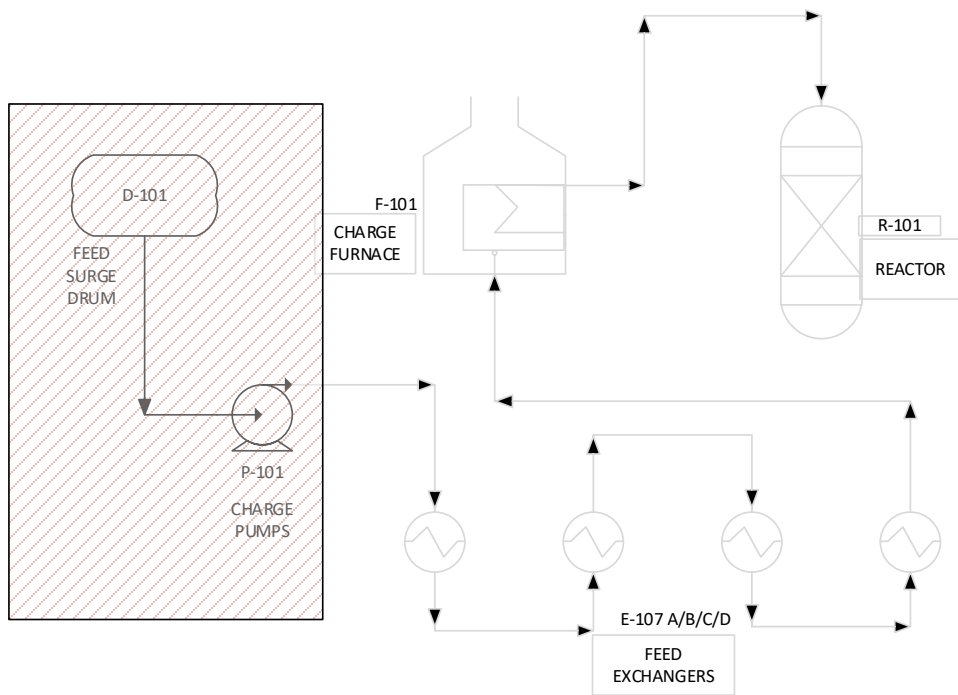 D-101
FEED
SURGE
DRUM
P-101
CHARGE
PUMPS
F-101
CHARGE
FURNACE
R-101
REACTOR
E-107 A/B/C/D
FEED
EXCHANGERS